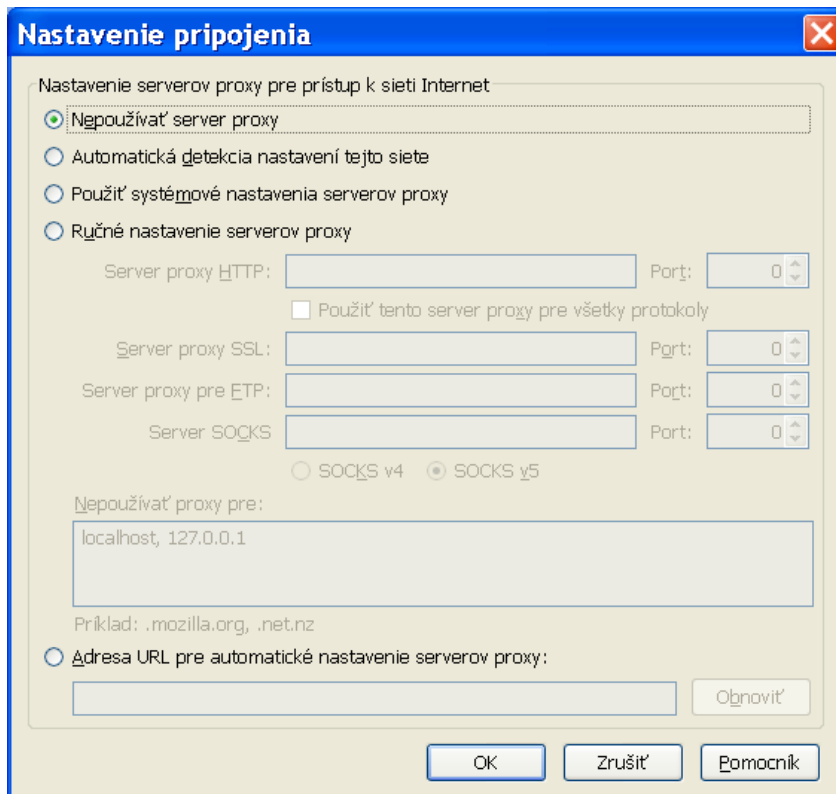 Nastavenie pripojenia
Nastavenie serverov proxy pre prístup k sieti Internet
Nepoužívať server proxy
Automatická detekcia nastavení tejto siete
Použiť systémové nastavenia serverov proxy
Ručné nastavenie serverov proxy
Server proxy HTTP: Port: 0
Použiť tento server proxy pre všetky protokoly
Server proxy SSL: Port: 0
Server proxy pre FTP: Port: 0
Server SOCKS Port: 0
SOCKS v4 SOCKS v5
Nepoužívať proxy pre:
localhost, 127.0.0.1
Príklad: .mozilla.org, .net.nz
Adresa URL pre automatické nastavenie serverov proxy:
Obnoviť
OK Zrušiť Pomocník